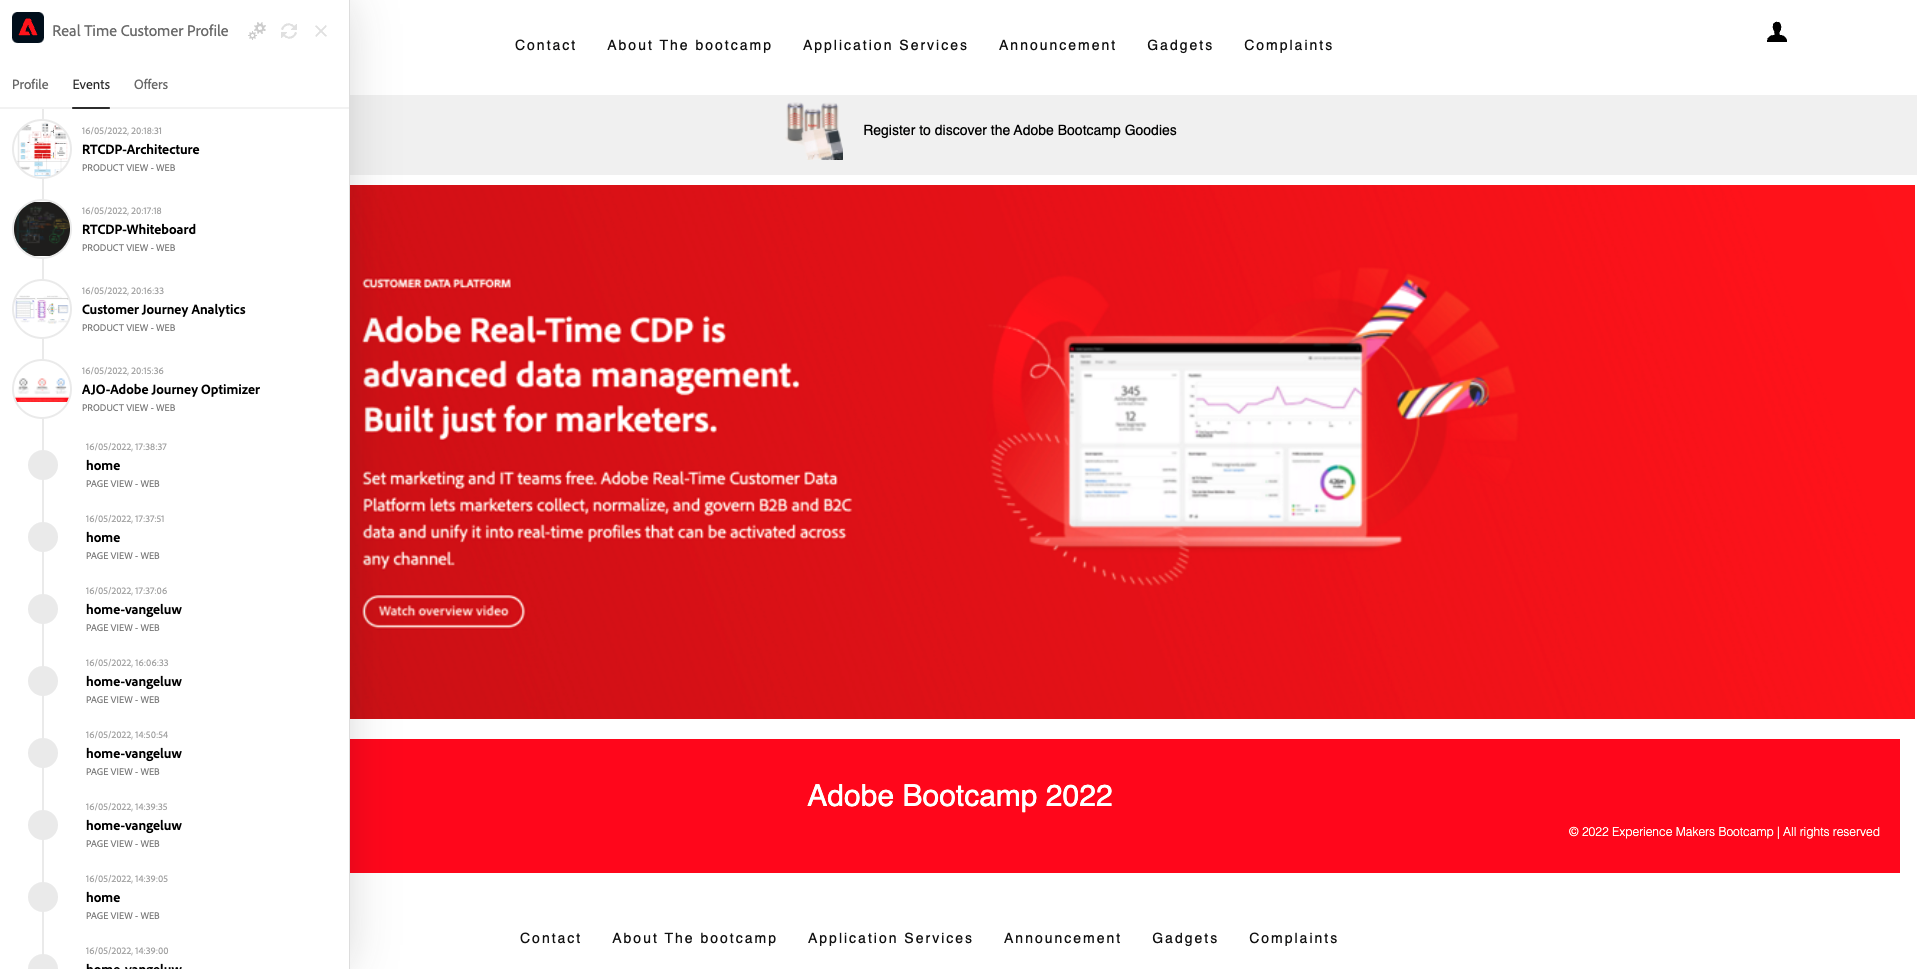 Real Time Customer Profile
Profile Events Offers
16/05/2022, 20:18:31
RTCDP-Architecture
PRODUCT VIEW - WEB
16/05/2022, 20:17:18
RTCDP-Whiteboard
PRODUCT VIEW - WEB
16/05/2022, 20:16:33
Customer Journey Analytics
PRODUCT VIEW - WEB
16/05/2022, 20:15:36
AJO-Adobe Journey Optimizer
PRODUCT VIEW - WEB
16/05/2022, 17:38:37
home
PAGE VIEW - WEB
16/05/2022, 17:37:51
home
PAGE VIEW - WEB
16/05/2022, 17:37:06
home-vangeluw
PAGE VIEW - WEB
16/05/2022, 16:06:33
home-vangeluw
PAGE VIEW - WEB
16/05/2022, 14:50:54
home-vangeluw
PAGE VIEW - WEB
16/05/2022, 14:39:35
home-vangeluw
PAGE VIEW - WEB
16/05/2022, 14:39:05
home
PAGE VIEW - WEB
16/05/2022, 14:39:00
home-vangeluw
Contact About The bootcamp Application Services Announcement Gadgets Complaints
Register to discover the Adobe Bootcamp Goodies
CUSTOMER DATA PLATFORM
Adobe Real-Time CDP is
advanced data management.
Built just for marketers.
Set marketing and IT teams free. Adobe Real-Time Customer Data
Platform lets marketers collect, normalize, and govern B2B and B2C
data and unify it into real-time profiles that can be activated across
any channel.
Watch overview video
345
12
Adobe Bootcamp 2022
© 2022 Experience Makers Bootcamp | All rights reserved
Contact About The bootcamp Application Services Announcement Gadgets Complaints